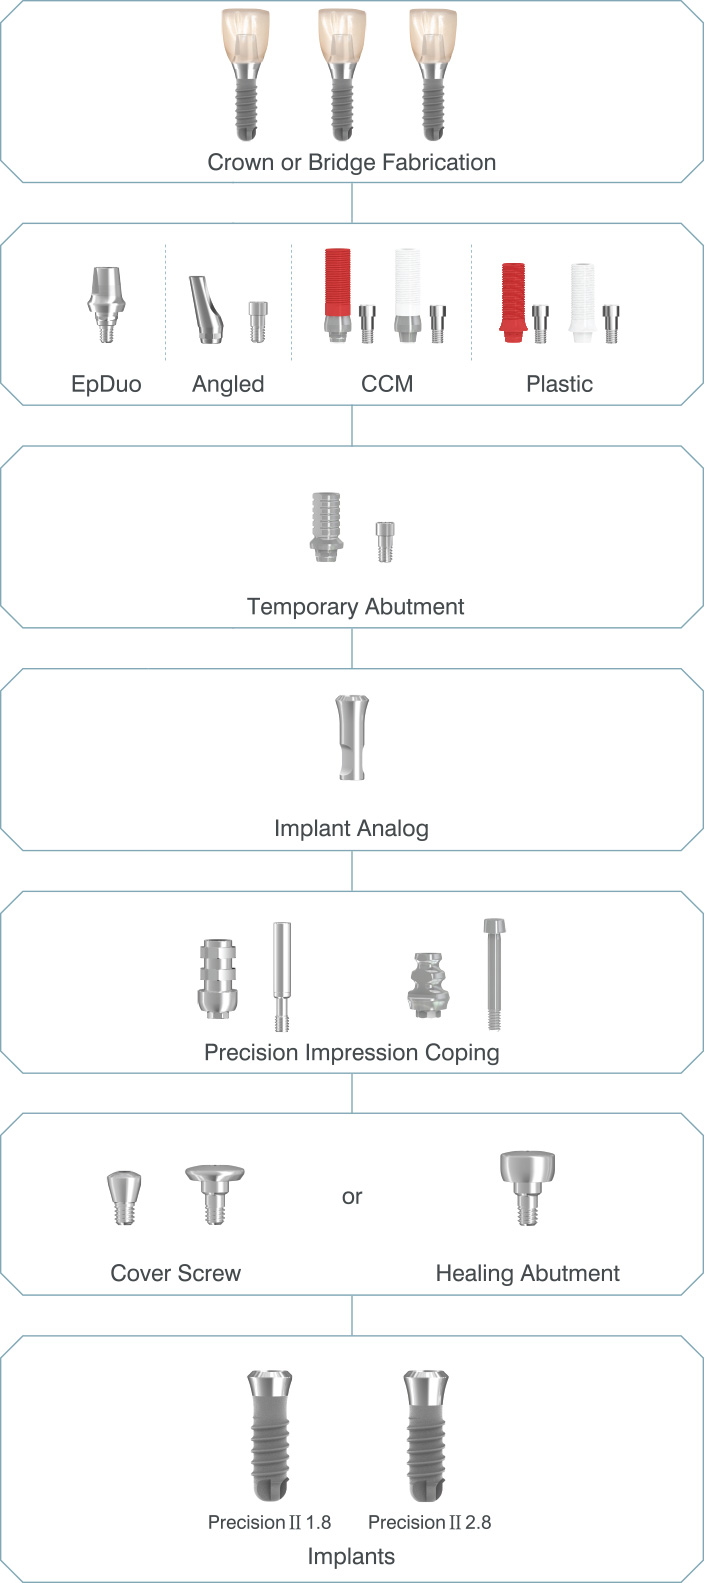 Crown or Bridge Fabrication
EpDuo Angled CCM Plastic
Temporary Abutment
Implant Analog
Precision Impression Coping
or
Cover Screw Healing Abutment
Precision Ⅱ 1.8 Precision Ⅱ 2.8
Implants